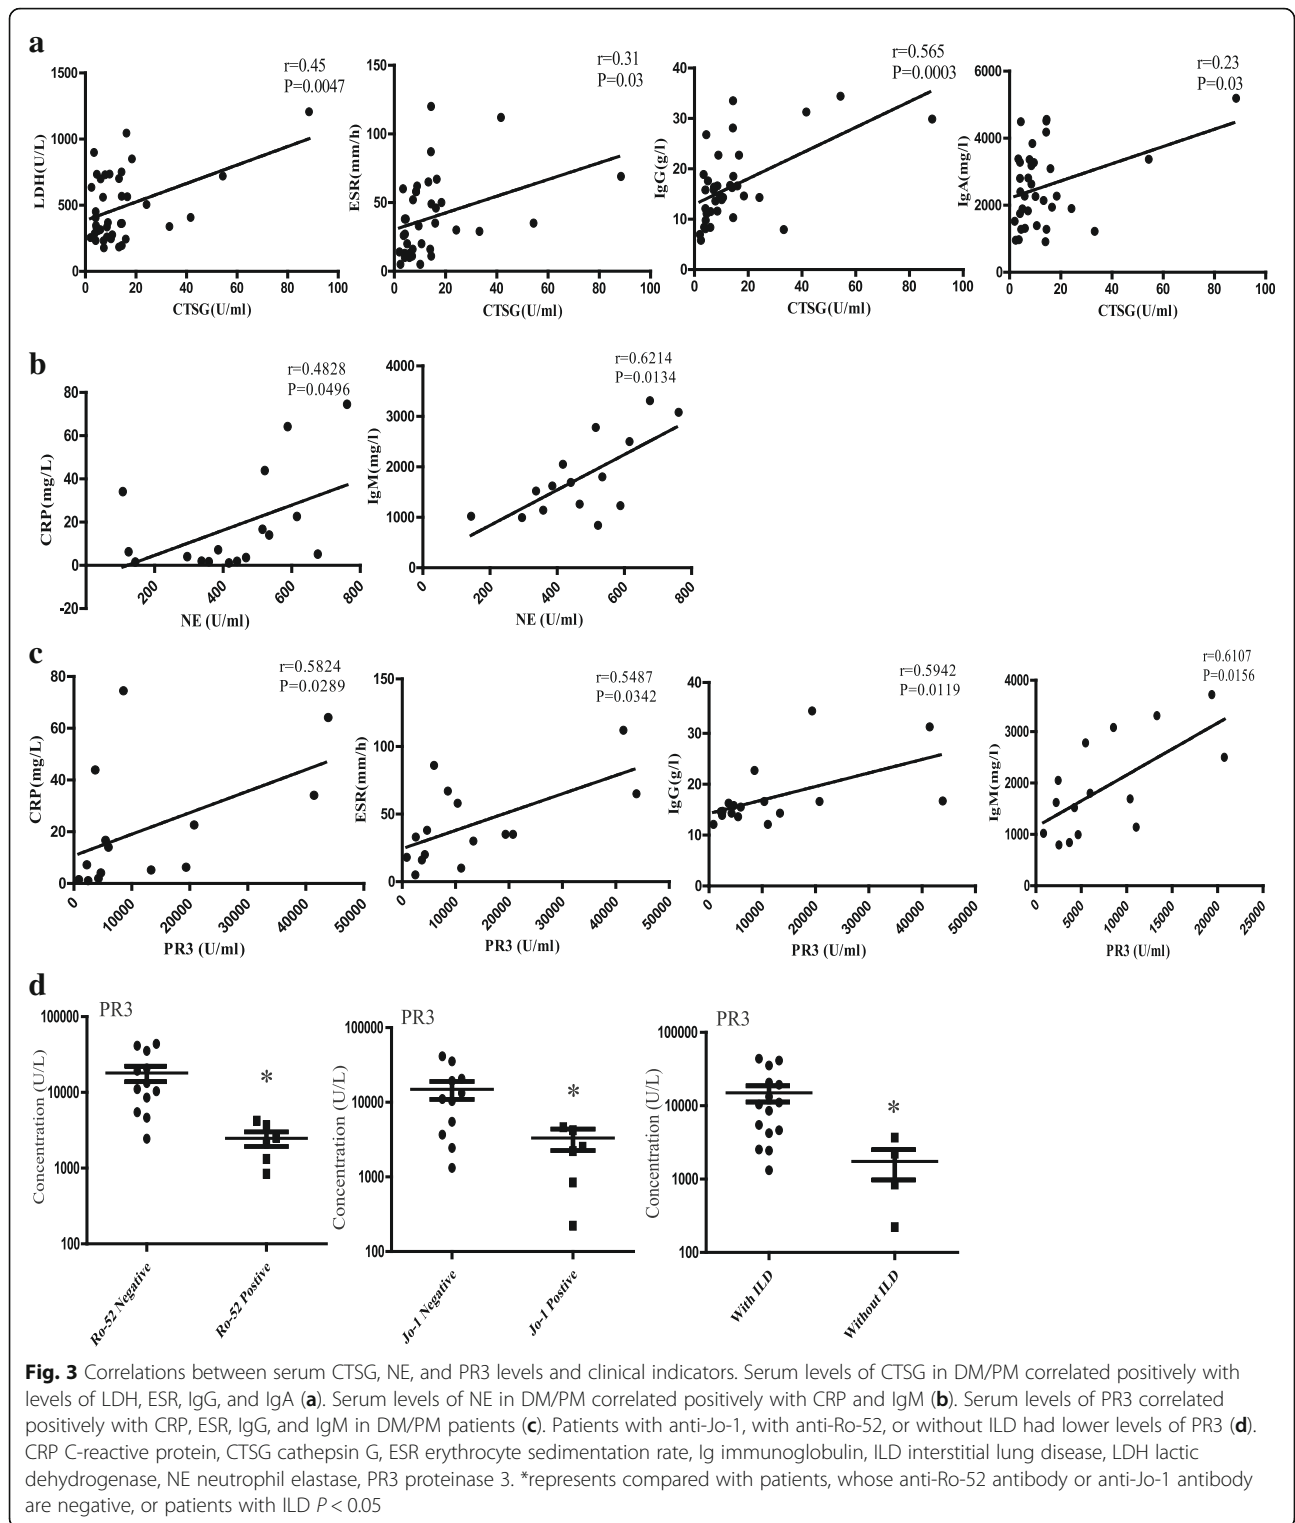 a
r=0.45
P=0.0047
LDH(U/L)
1500
1000
500
0
0 20 40 60 80 100
CTSG(U/ml)
r=0.31
P=0.03
ESR(mm/h)
150
100
50
0
0 20 40 60 80 100
CTSG(U/ml)
r=0.565
P=0.0003
IgG(g/l)
40
30
20
10
0
0 20 40 60 80 100
CTSG(U/ml)
r=0.23
P=0.03
IgA(mg/l)
6000
4000
2000
0
0 20 40 60 80 100
CTSG(U/ml)
b
r=0.4828
P=0.0496
CRP(mg/L)
80
60
40
20
0
-20
200 400 600 800
NE (U/ml)
r=0.6214
P=0.0134
IgM(mg/l)
4000
3000
2000
1000
0
0 200 400 600 800
NE (U/ml)
c
r=0.5824
P=0.0289
CRP(mg/L)
80
60
40
20
0
0 10000 20000 30000 40000 50000
PR3 (U/ml)
r=0.5487
P=0.0342
ESR(mm/h)
150
100
50
0
0 10000 20000 30000 40000 50000
PR3 (U/ml)
r=0.5942
P=0.0119
IgG(g/l)
40
30
20
10
0
0 10000 20000 30000 40000 50000
PR3 (U/ml)
r=0.6107
P=0.0156
IgM(mg/l)
4000
3000
2000
1000
0
0 5000 10000 15000 20000 25000
PR3 (U/ml)
d
PR3
Concentration (U/L)
100000
10000
1000
100
*
Ro-52 Negative
Ro-52 Postive
PR3
Concentration (U/L)
100000
10000
1000
100
*
Jo-1 Negative
Jo-1 Postive
PR3
Concentration (U/L)
100000
10000
1000
100
*
With ILD
Without ILD
Fig. 3 Correlations between serum CTSG, NE, and PR3 levels and clinical indicators. Serum levels of CTSG in DM/PM correlated positively with
levels of LDH, ESR, IgG, and IgA (a). Serum levels of NE in DM/PM correlated positively with CRP and IgM (b). Serum levels of PR3 correlated
positively with CRP, ESR, IgG, and IgM in DM/PM patients (c). Patients with anti-Jo-1, with anti-Ro-52, or without ILD had lower levels of PR3 (d).
CRP C-reactive protein, CTSG cathepsin G, ESR erythrocyte sedimentation rate, Ig immunoglobulin, ILD interstitial lung disease, LDH lactic
dehydrogenase, NE neutrophil elastase, PR3 proteinase 3. *represents compared with patients, whose anti-Ro-52 antibody or anti-Jo-1 antibody
are negative, or patients with ILD P < 0.05